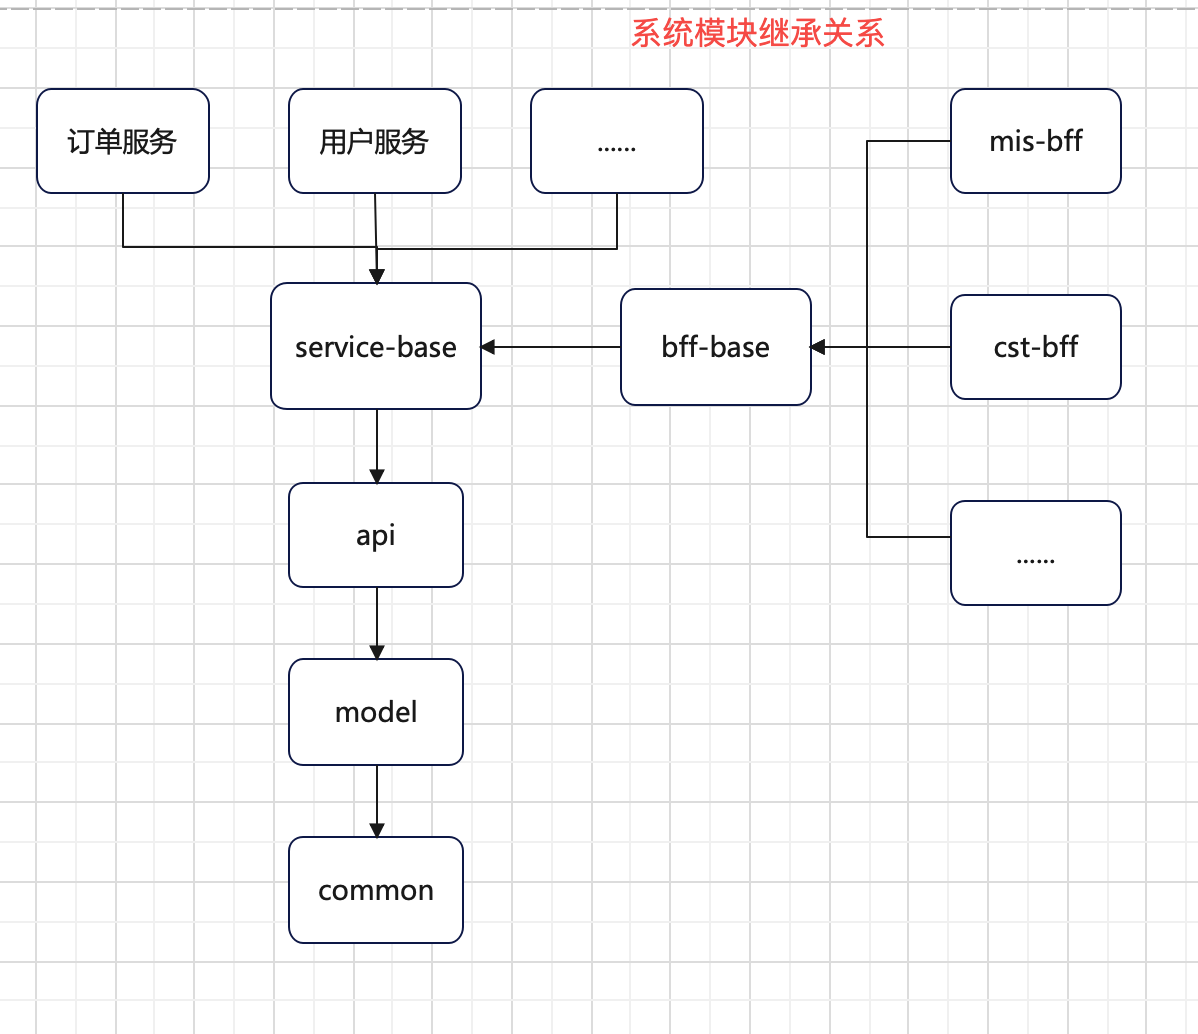 系统模块继承关系
订单服务
用户服务
......
mis-bff
service-base
bff-base
cst-bff
api
......
model
common